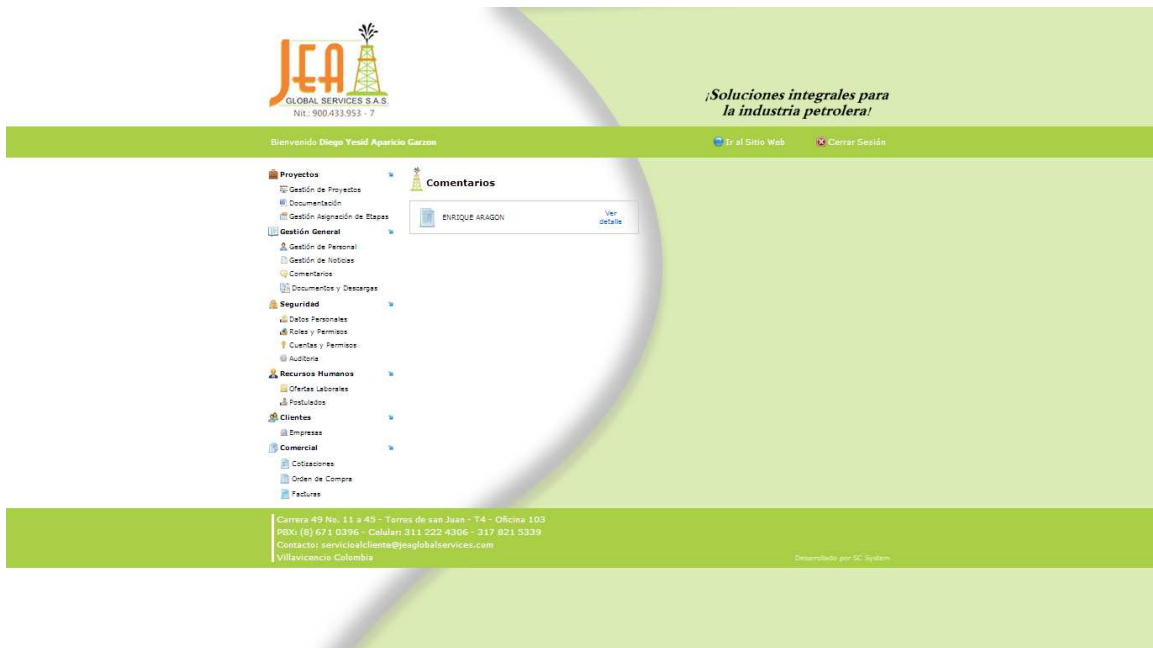 JEA
GLOBAL SERVICES S.A.S.
Nit.: 900.433.953 - 7
¡Soluciones integrales para
la industria petrolera!
Bienvenido Diego Yesid Aparicio Garzon
Ir al Sitio Web
Cerrar Sesión
Proyectos
Gestión de Proyectos
Documentación
Gestión Asignación de Etapas
Gestión General
Gestión de Personal
Gestión de Noticias
Comentarios
Documentos y Descargas
Seguridad
Datos Personales
Roles y Permisos
Cuentas y Permisos
Auditoria
Recursos Humanos
Ofertas Laborales
Postulados
Clientes
Empresas
Comercial
Cotizaciones
Orden de Compra
Facturas
Comentarios
ENRIQUE ARAGON
Ver
detalle
Carrera 49 No. 11 a 45 - Torres de san Juan - T4 - Oficina 103
PBX: (8) 671 0396 - Celular: 311 222 4306 - 317 821 5339
Contacto: servicioalcliente@jeaglobalservices.com
Villavicencio Colombia
Desarrollado por SC System